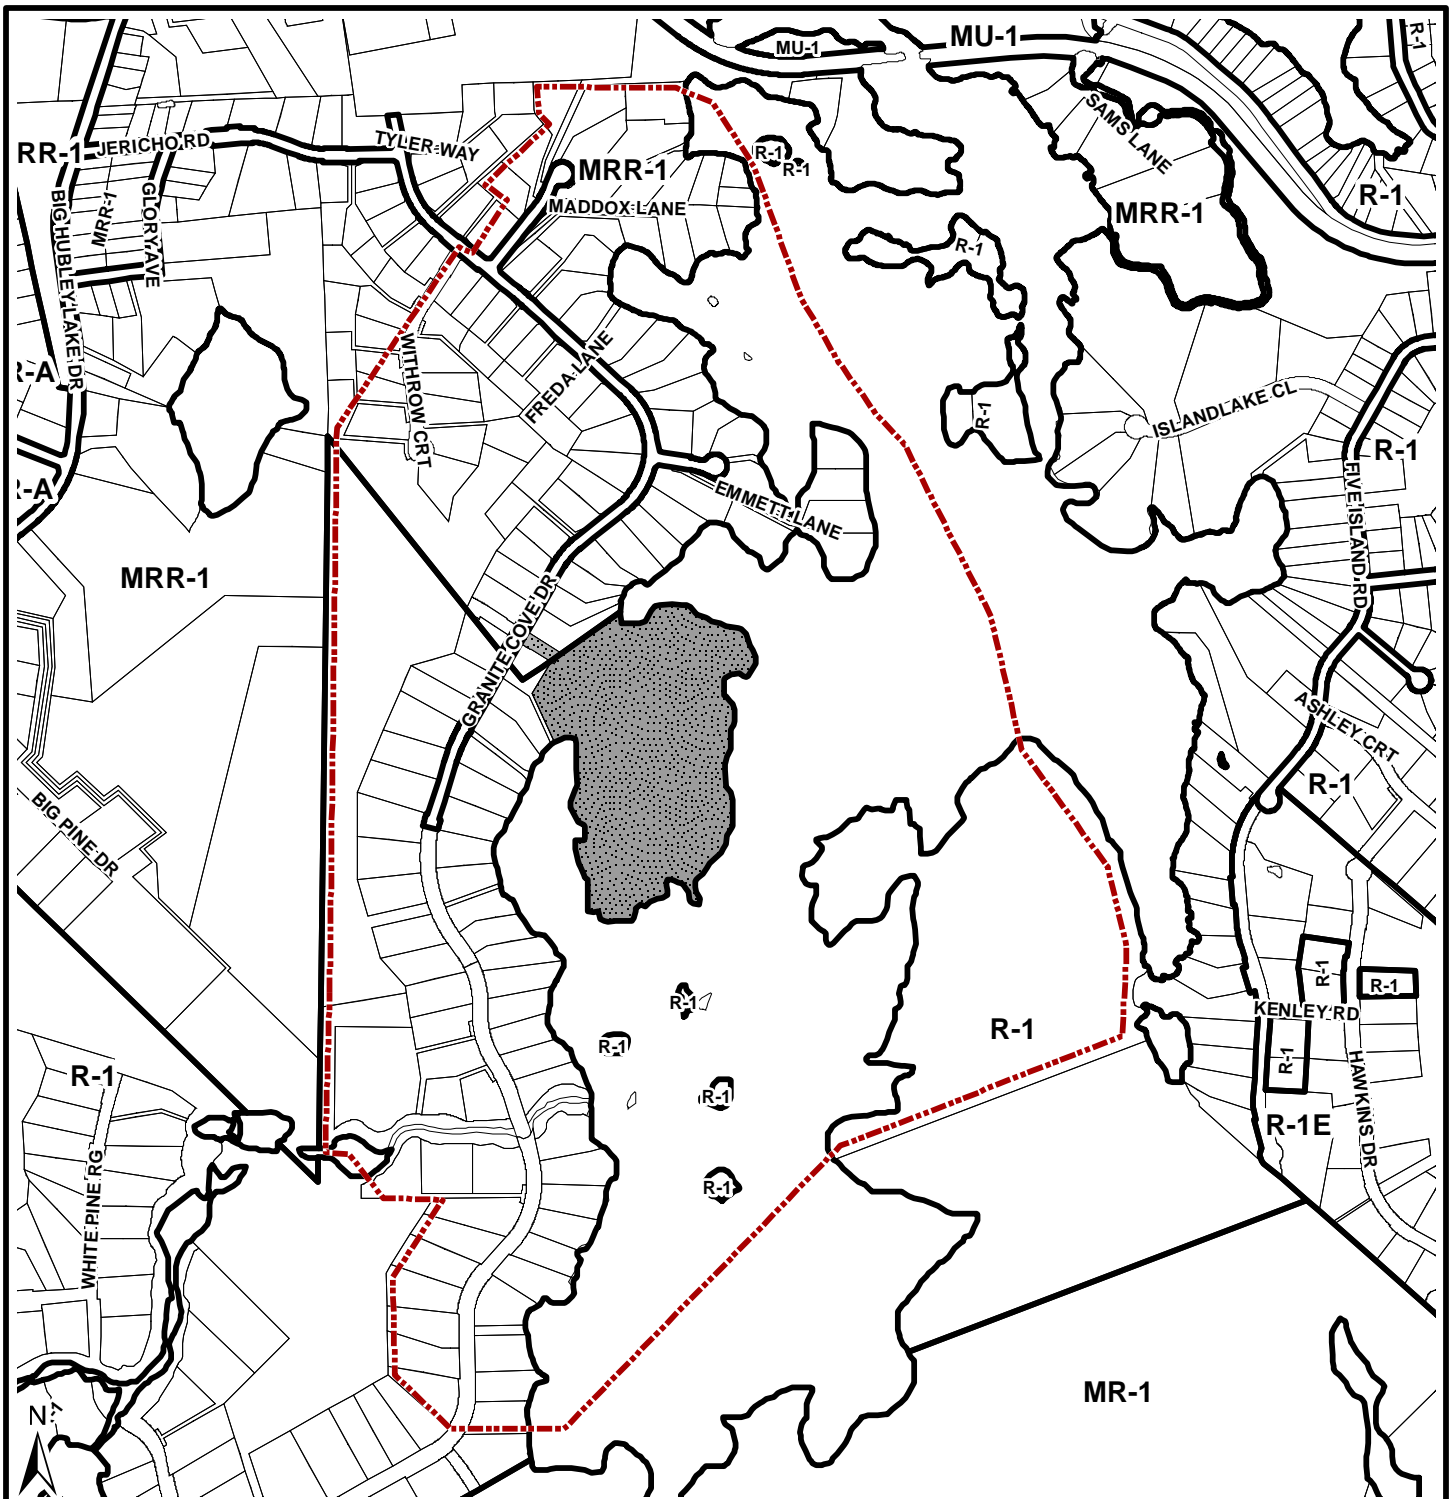 MU-1
MU-1
R-1
SAMS LANE
RR-1
JERICHO RD
TYLER WAY
R-1
R-1
MRR-1
R-1
BIG HUBLEY LAKE DR
MRR-1
GLORY AVE
MADDOX LANE
MRR-1
R-1
WITHROW CRT
FREDA LANE
R-A
R-1
ISLANDLAKE CL
R-1
R-A
EMMETT LANE
FIVE ISLAND RD
MRR-1
GRANITE COVE DR
ASHLEY CRT
R-1
BIG PINE DR
R-1
R-1
R-1
KENLEY RD
R-1
R-1
R-1
R-1
R-1
R-1
HAWKINS DR
R-1E
WHITE PINE RG
R-1
MR-1
N